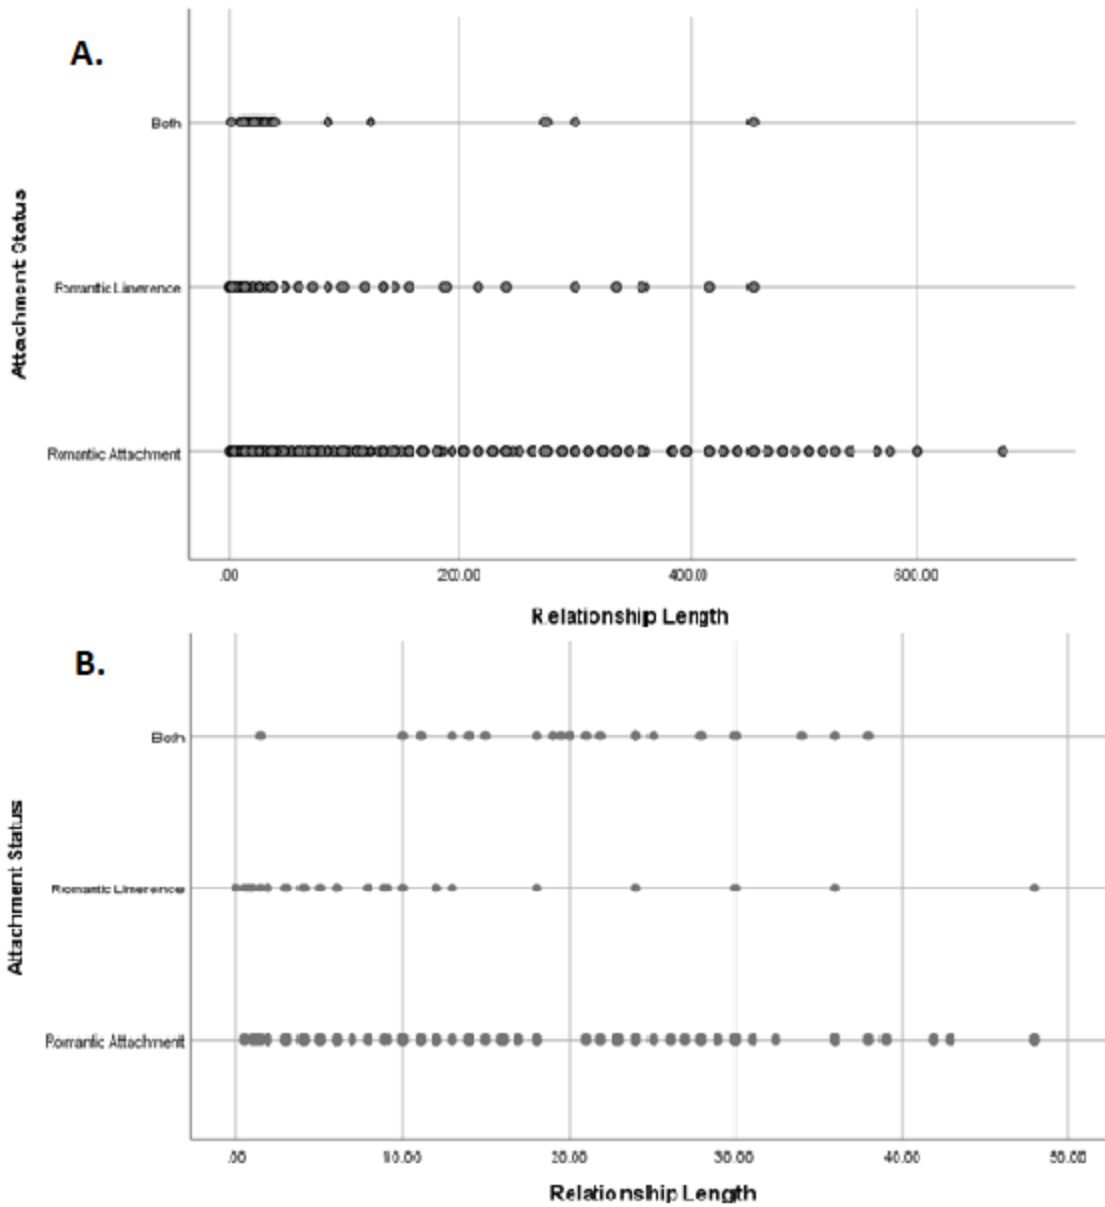 A.
Both
Romantic Limerence
Romantic Attachment
Attachment Status
.00
200.00
400.00
600.00
Relationship Length
B.
Both
Romantic Limerence
Romantic Attachment
Attachment Status
.00
10.00
20.00
30.00
40.00
50.00
Relationship Length